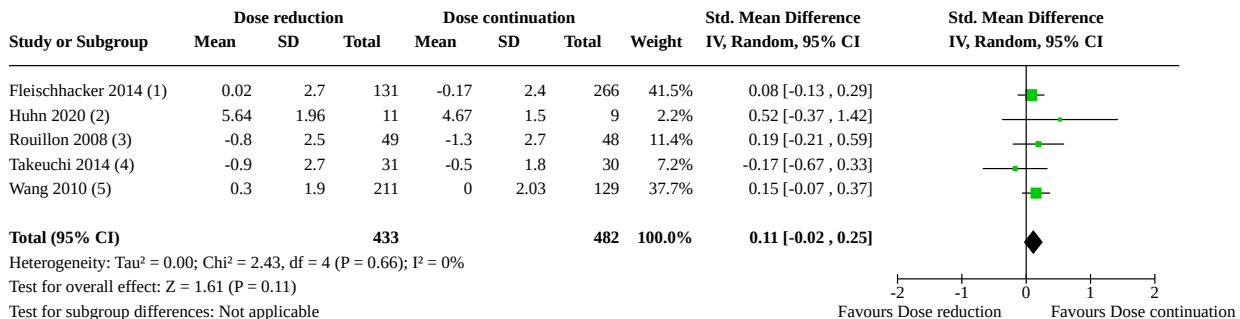 Dose reduction Dose continuation Std. Mean Difference Std. Mean Difference
Study or Subgroup Mean SD Total Mean SD Total Weight IV, Random, 95% CI IV, Random, 95% CI
Fleischhacker 2014 (1) 0.02 2.7 131 -0.17 2.4 266 41.5% 0.08 [-0.13 , 0.29]
Huhn 2020 (2) 5.64 1.96 11 4.67 1.5 9 2.2% 0.52 [-0.37 , 1.42]
Rouillon 2008 (3) -0.8 2.5 49 -1.3 2.7 48 11.4% 0.19 [-0.21 , 0.59]
Takeuchi 2014 (4) -0.9 2.7 31 -0.5 1.8 30 7.2% -0.17 [-0.67 , 0.33]
Wang 2010 (5) 0.3 1.9 211 0 2.03 129 37.7% 0.15 [-0.07 , 0.37]
Total (95% CI) 433 482 100.0% 0.11 [-0.02 , 0.25]
Heterogeneity: Tau² = 0.00; Chi² = 2.43, df = 4 (P = 0.66); I² = 0%
Test for overall effect: Z = 1.61 (P = 0.11) -2 -1 0 1 2
Test for subgroup differences: Not applicable Favours Dose reduction Favours Dose continuation